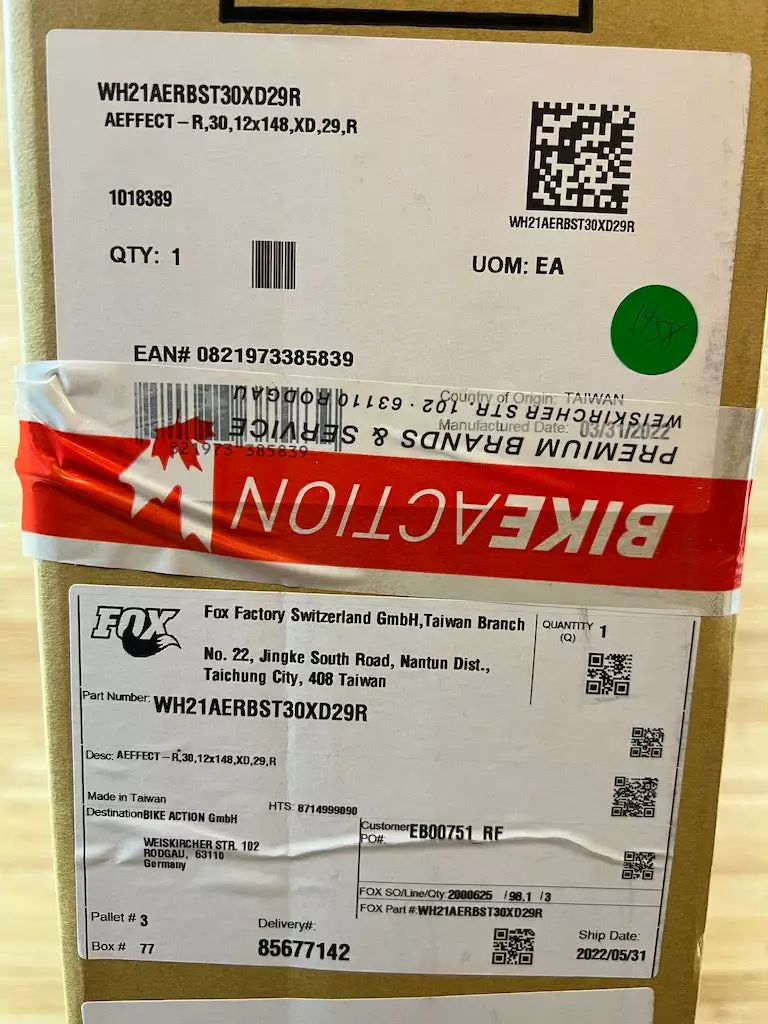 WH21AERBST30XD29R
AEFFECT-R,30,12x148,XD,29,R
WH21AERBST30XD29R
1018389
QTY: 1
UOM: EA
1458
EAN# 0821973385839
Country of Origin: TAIWAN
Manufactured Date: 03/31/2022
821973 385839
BIKEACTION
PREMIUM BRANDS & SERVICE
WEISKIRCHER STR. 102 · 63110 RODGAU
FOX
Fox Factory Switzerland GmbH,Taiwan Branch
No. 22, Jingke South Road, Nantun Dist.,
Taichung City, 408 Taiwan
QUANTITY 1
(Q)
Part Number: WH21AERBST30XD29R
Desc: AEFFECT-R,30,12x148,XD,29,R
Made in Taiwan
HTS: 8714999090
Destination BIKE ACTION GmbH
WEISKIRCHER STR. 102
RODGAU, 63110
Germany
Customer PO#: EB00751_RF
FOX SO/Line/Qty: 2000625 / 98.1 / 3
FOX Part #: WH21AERBST30XD29R
Pallet # 3
Box # 77
Delivery#:
85677142
Ship Date:
2022/05/31